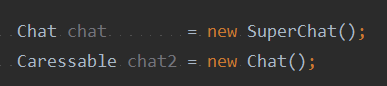 Chat chat        = new SuperChat();
Caressable chat2 = new Chat();